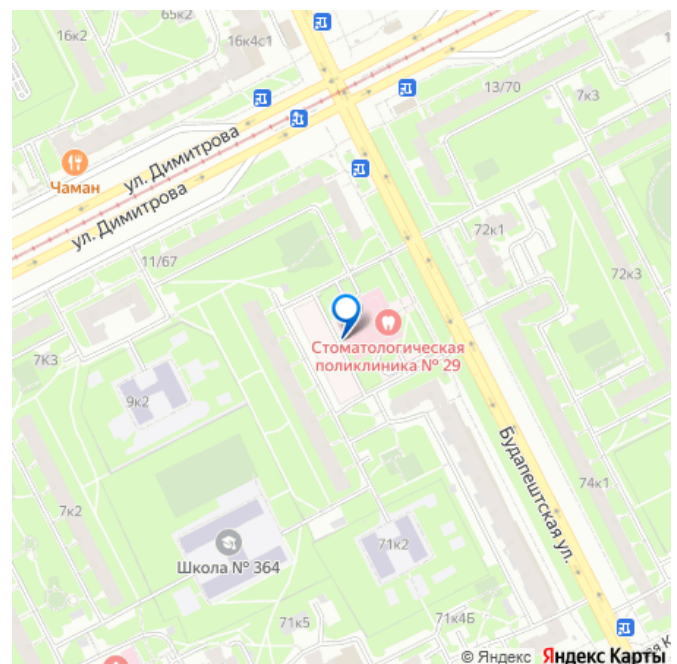 65к2
16к2
16к4с1
13/70
7к3
ул. Димитрова
Чаман
ул. Димитрова
72к1
11/67
72к3
Стоматологическая
поликлиника № 29
7К3
9к2
Будапештская ул.
74к1
7к2
Школа № 364
71к2
71к5
71к4Б
© Яндекс Яндекс Карты